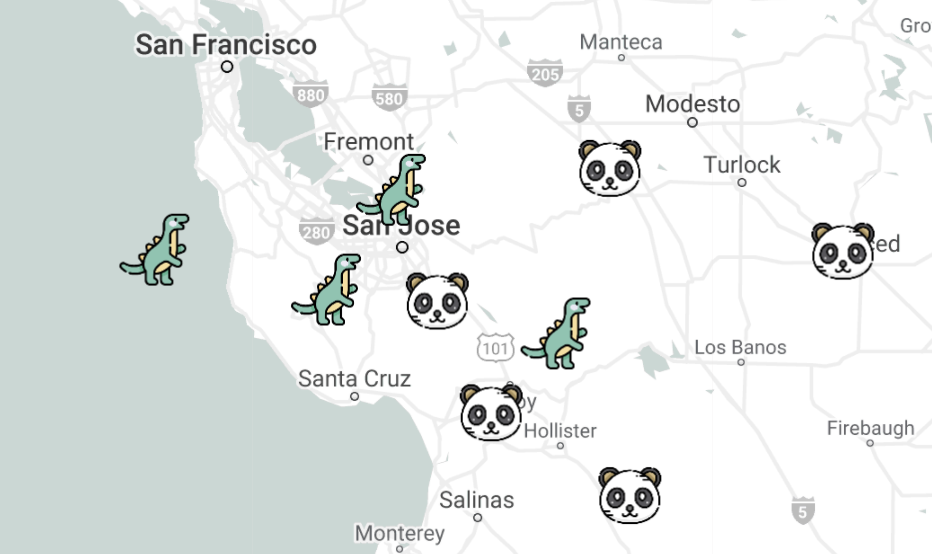 San Francisco
Manteca
Gro
205
880
580
5
Modesto
Fremont
Turlock
San Jose
280
ed
101
Los Banos
Santa Cruz
oy
Hollister
Firebaugh
Salinas
5
Monterey